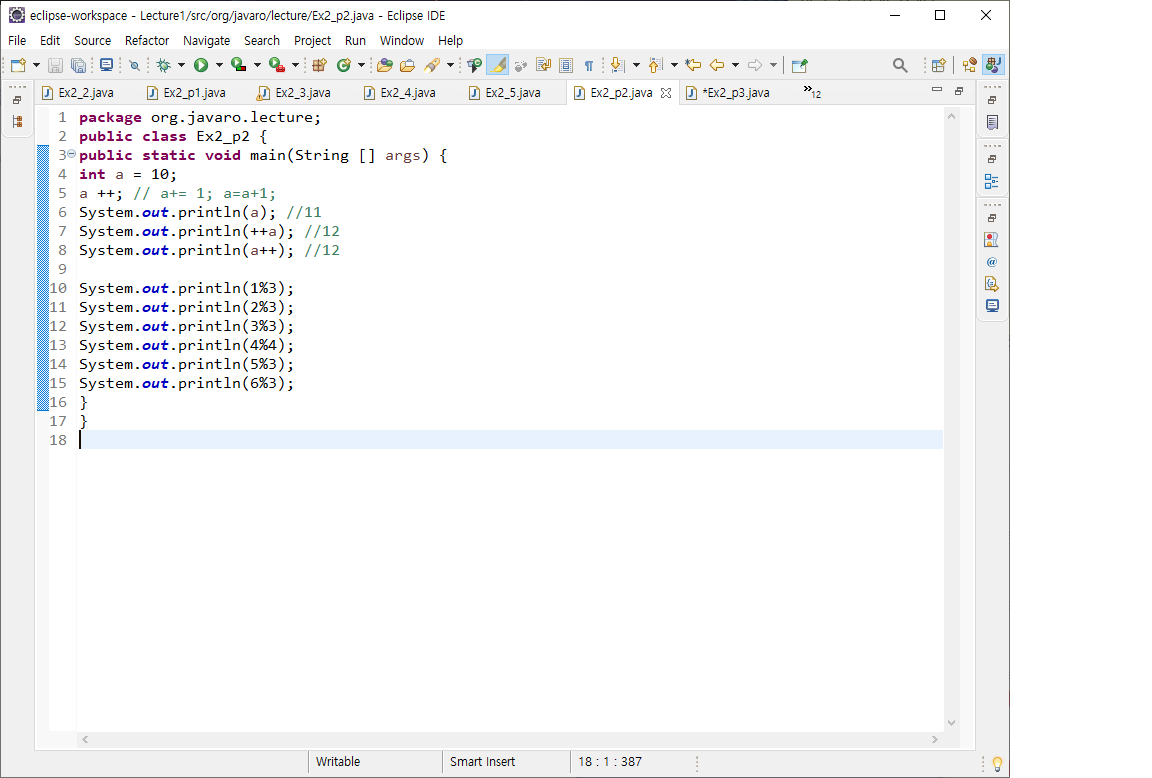 eclipse-workspace - Lecture1/src/org/javaro/lecture/Ex2_p2.java - Eclipse IDE
File Edit Source Refactor Navigate Search Project Run Window Help
Ex2_2.java Ex2_p1.java Ex2_3.java Ex2_4.java Ex2_5.java Ex2_p2.java *Ex2_p3.java »12
1 package org.javaro.lecture;
2 public class Ex2_p2 {
3 public static void main(String [] args) {
4 int a = 10;
5 a ++; // a+= 1; a=a+1;
6 System.out.println(a); //11
7 System.out.println(++a); //12
8 System.out.println(a++); //12
9
10 System.out.println(1%3);
11 System.out.println(2%3);
12 System.out.println(3%3);
13 System.out.println(4%4);
14 System.out.println(5%3);
15 System.out.println(6%3);
16 }
17 }
18
Writable Smart Insert 18 : 1 : 387